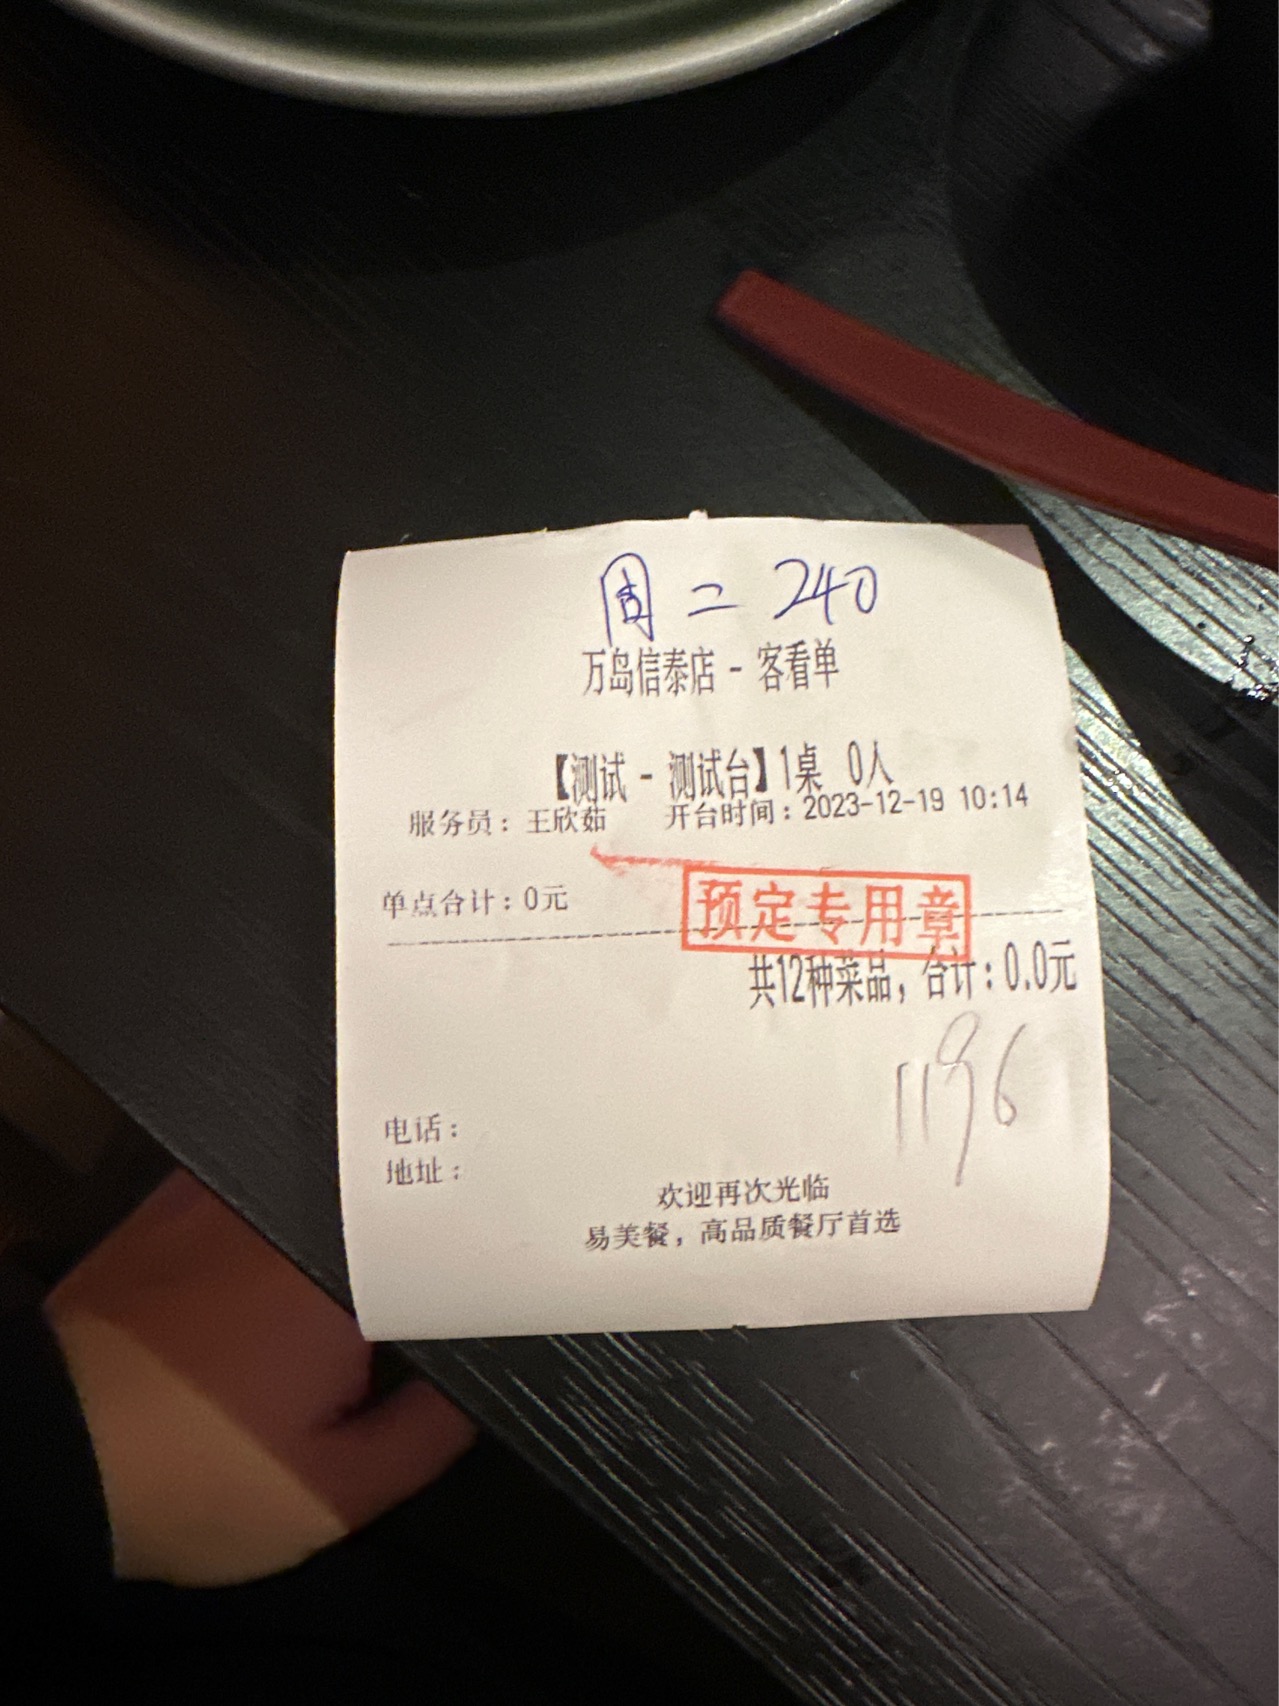 周二 240
万岛信泰店 - 客看单
【测试 - 测试台】1桌 0人
服务员：王欣茹 开台时间：2023-12-19 10:14
单点合计：0元
预定专用章
共12种菜品，合计：0.0元
1196
电话：
地址：
欢迎再次光临
易美餐，高品质餐厅首选